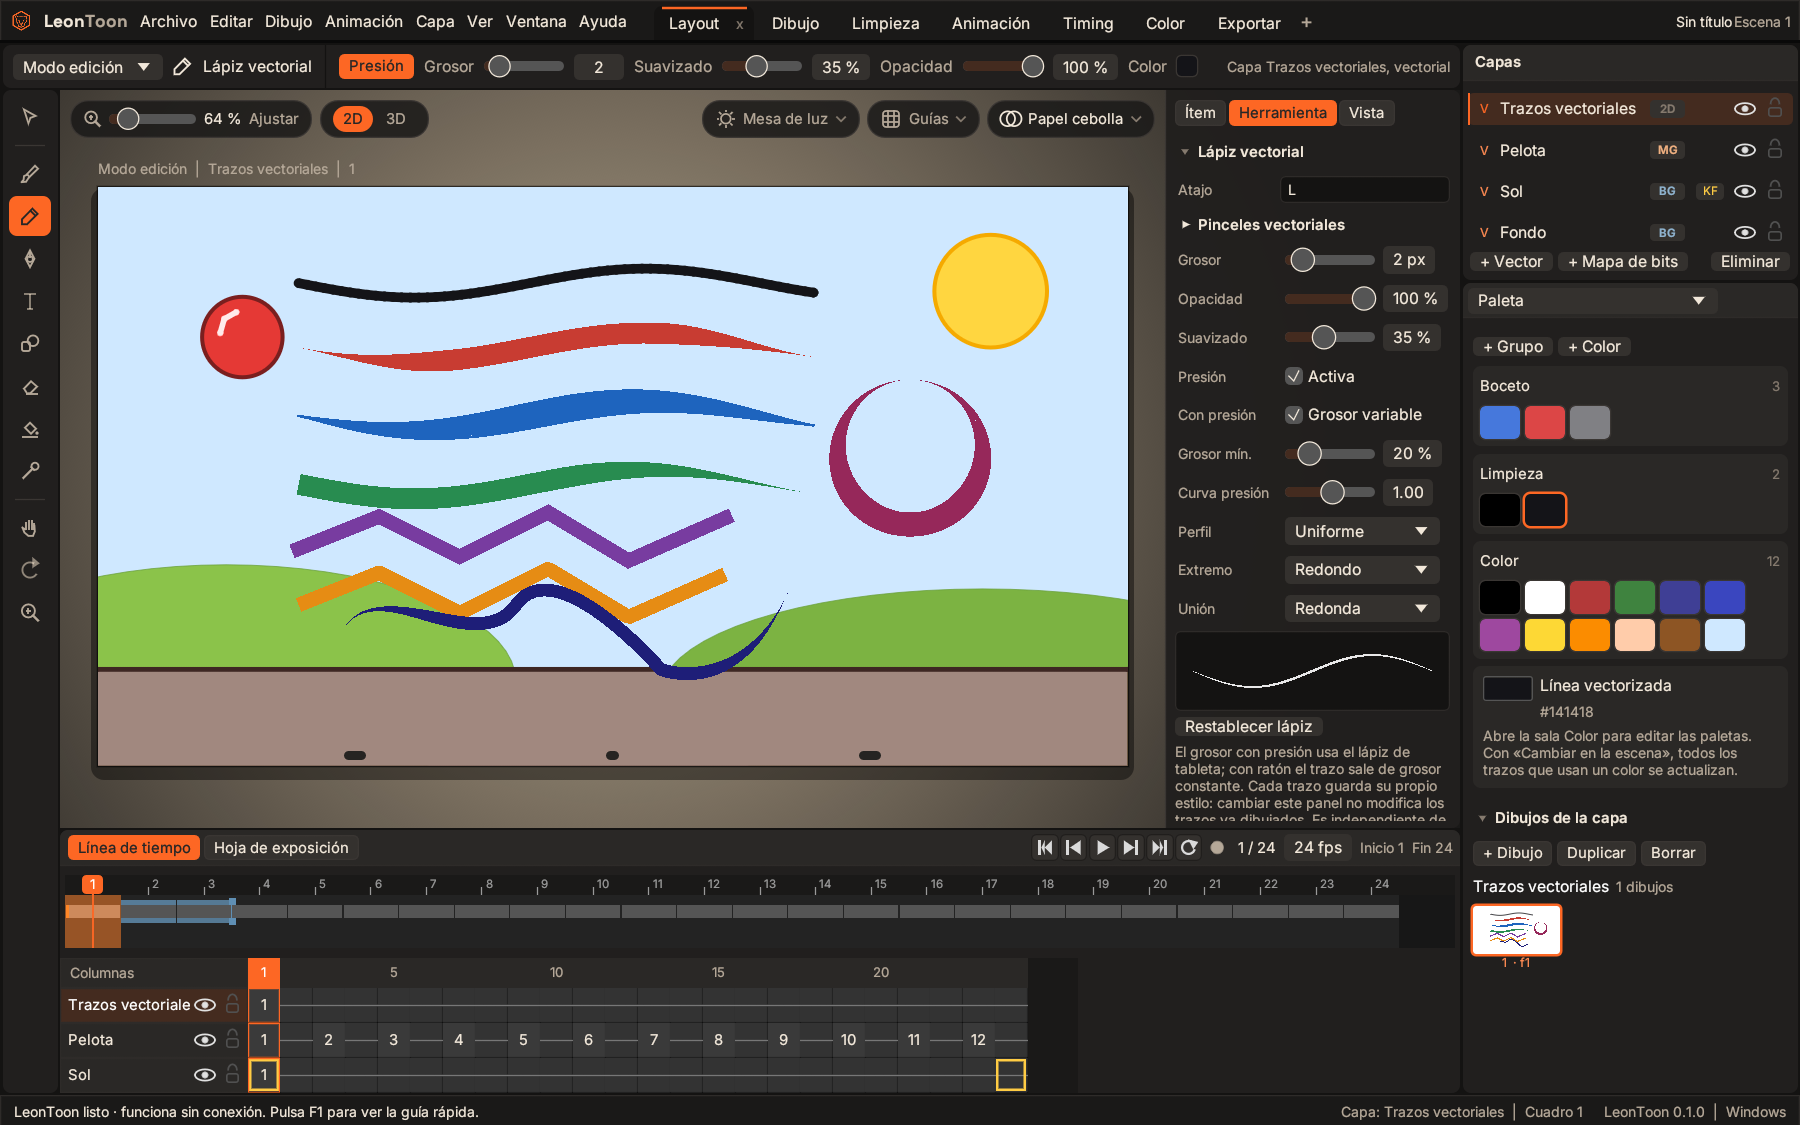 LeonToon Archivo Editar Dibujo Animación Capa Ver Ventana Ayuda Layout x Dibujo Limpieza Animación Timing Color Exportar + Sin título Escena 1
Modo edición Lápiz vectorial Presión Grosor 2 Suavizado 35 % Opacidad 100 % Color Capa Trazos vectoriales, vectorial
64 % Ajustar 2D 3D Mesa de luz Guías Papel cebolla
Modo edición | Trazos vectoriales | 1
Ítem Herramienta Vista
Lápiz vectorial
Atajo L
Pinceles vectoriales
Grosor 2 px
Opacidad 100 %
Suavizado 35 %
Presión Activa
Con presión Grosor variable
Grosor mín. 20 %
Curva presión 1.00
Perfil Uniforme
Extremo Redondo
Unión Redonda
Restablecer lápiz
El grosor con presión usa el lápiz de
tableta; con ratón el trazo sale de grosor
constante. Cada trazo guarda su propio
estilo: cambiar este panel no modifica los
trazos ya dibujados. Es independiente de
Capas
V Trazos vectoriales 2D
V Pelota MG
V Sol BG KF
V Fondo BG
+ Vector + Mapa de bits Eliminar
Paleta
+ Grupo + Color
Boceto 3
Limpieza 2
Color 12
Línea vectorizada
#141418
Abre la sala Color para editar las paletas.
Con «Cambiar en la escena», todos los
trazos que usan un color se actualizan.
Dibujos de la capa
+ Dibujo Duplicar Borrar
Trazos vectoriales 1 dibujos
1 · f1
Línea de tiempo Hoja de exposición 1 / 24 24 fps Inicio 1 Fin 24
1 2 3 4 5 6 7 8 9 10 11 12 13 14 15 16 17 18 19 20 21 22 23 24
Columnas 1 5 10 15 20
Trazos vectoriale 1
Pelota 1 2 3 4 5 6 7 8 9 10 11 12
Sol 1
LeonToon listo · funciona sin conexión. Pulsa F1 para ver la guía rápida. Capa: Trazos vectoriales | Cuadro 1 LeonToon 0.1.0 | Windows